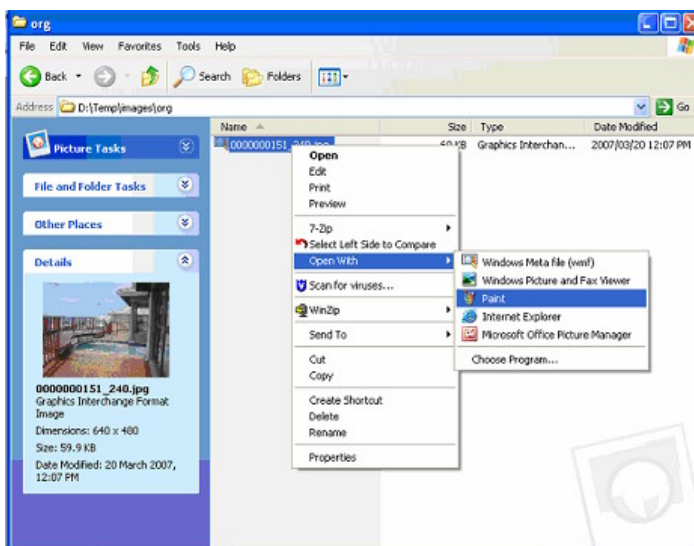 org
File Edit View Favorites Tools Help
Back Search Folders
Address D:\Temp\images\org Go
Name Size Type Date Modified
0000000151_240.jpg 60 KB Graphics Interchan... 2007/03/20 12:07 PM
Picture Tasks
File and Folder Tasks
Other Places
Details
0000000151_240.jpg
Graphics Interchange Format
Image
Dimensions: 640 x 480
Size: 59.9 KB
Date Modified: 20 March 2007,
12:07 PM
Open
Edit
Print
Preview
7-Zip
Select Left Side to Compare
Open With
Scan for viruses...
WinZip
Send To
Cut
Copy
Create Shortcut
Delete
Rename
Properties
Windows Meta file (wmf)
Windows Picture and Fax Viewer
Paint
Internet Explorer
Microsoft Office Picture Manager
Choose Program...